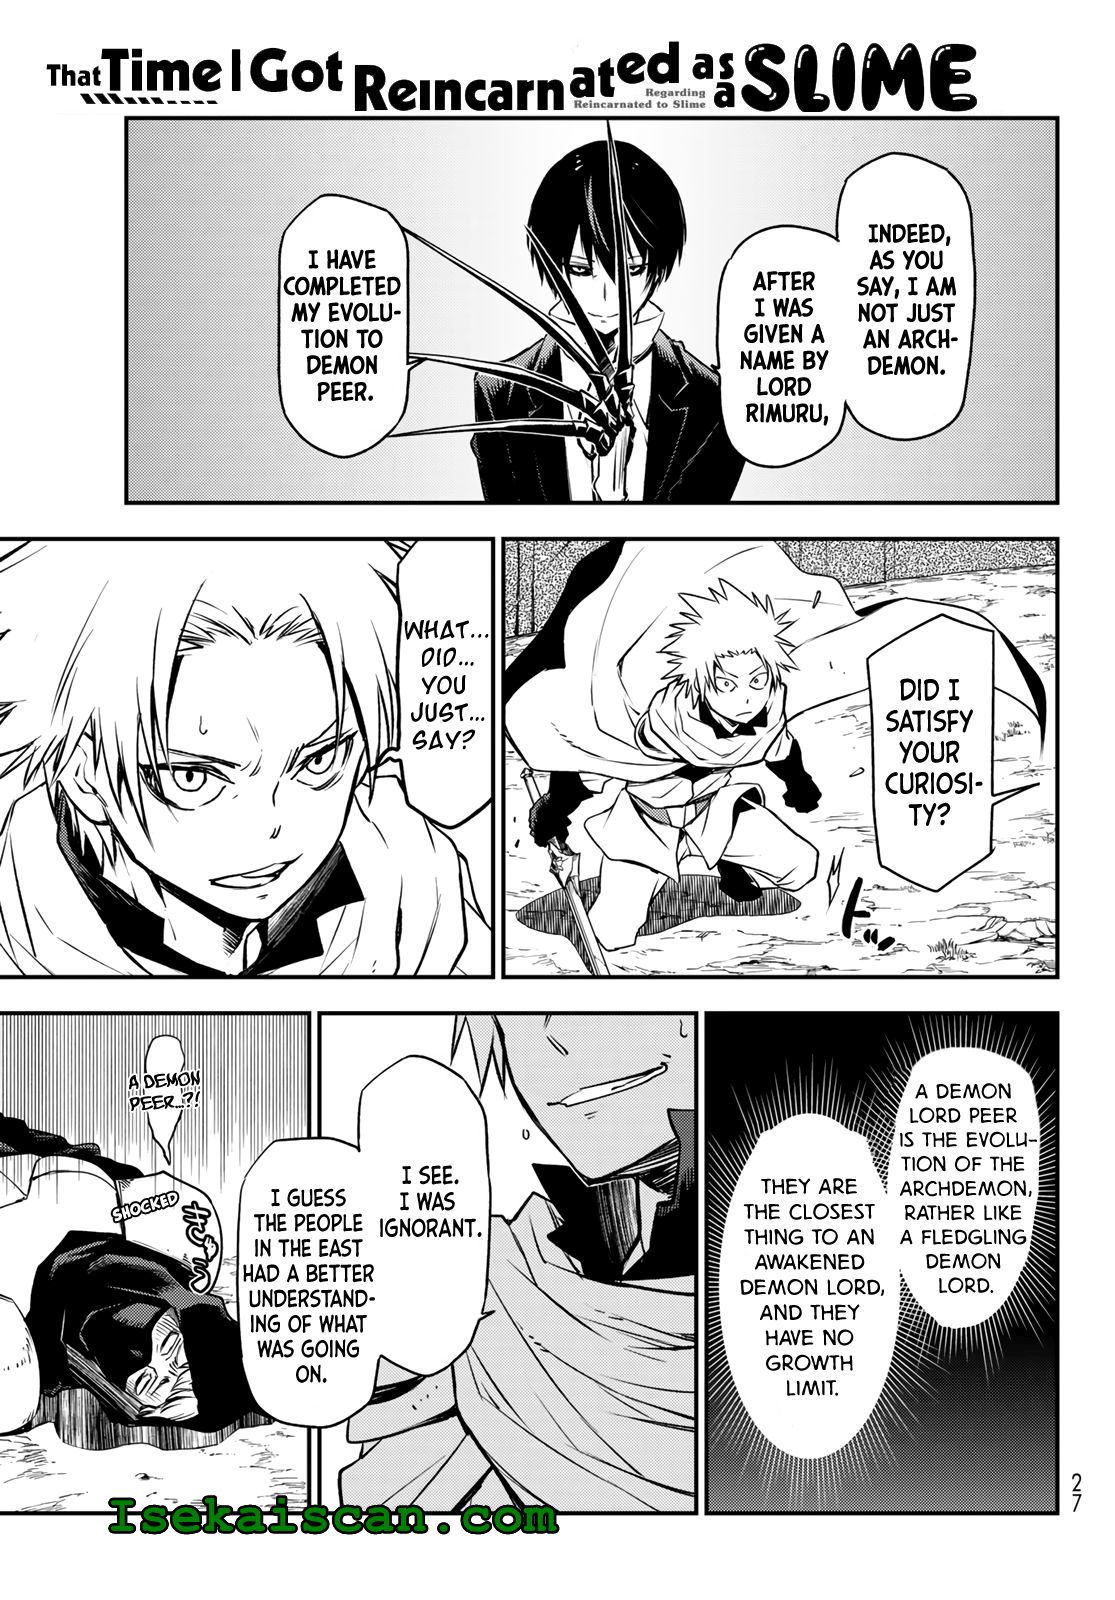 That Time I Got Reincarnated as a SLIME
Regarding
Reincarnated to Slime
INDEED,
AS YOU
SAY, I AM
NOT JUST
AN ARCH-
DEMON.
AFTER
I WAS
GIVEN A
NAME BY
LORD
RIMURU,
I HAVE
COMPLETED
MY EVOLU-
TION TO
DEMON
PEER.
DID I
SATISFY
YOUR
CURIOSI-
TY?
ドッ
WHAT...
DID...
YOU
JUST...
SAY?
A DEMON
LORD PEER
IS THE EVOLU-
TION OF THE
ARCHDEMON,
RATHER LIKE
A FLEDGLING
DEMON
LORD.
THEY ARE
THE CLOSEST
THING TO AN
AWAKENED
DEMON LORD,
AND THEY
HAVE NO
GROWTH
LIMIT.
I SEE.
I WAS
IGNORANT.
I GUESS
THE PEOPLE
IN THE EAST
HAD A BETTER
UNDERSTAND-
ING OF WHAT
WAS GOING
ON.
A DEMON
PEER...?!
SHOCKED
27
Isekaiscan.com